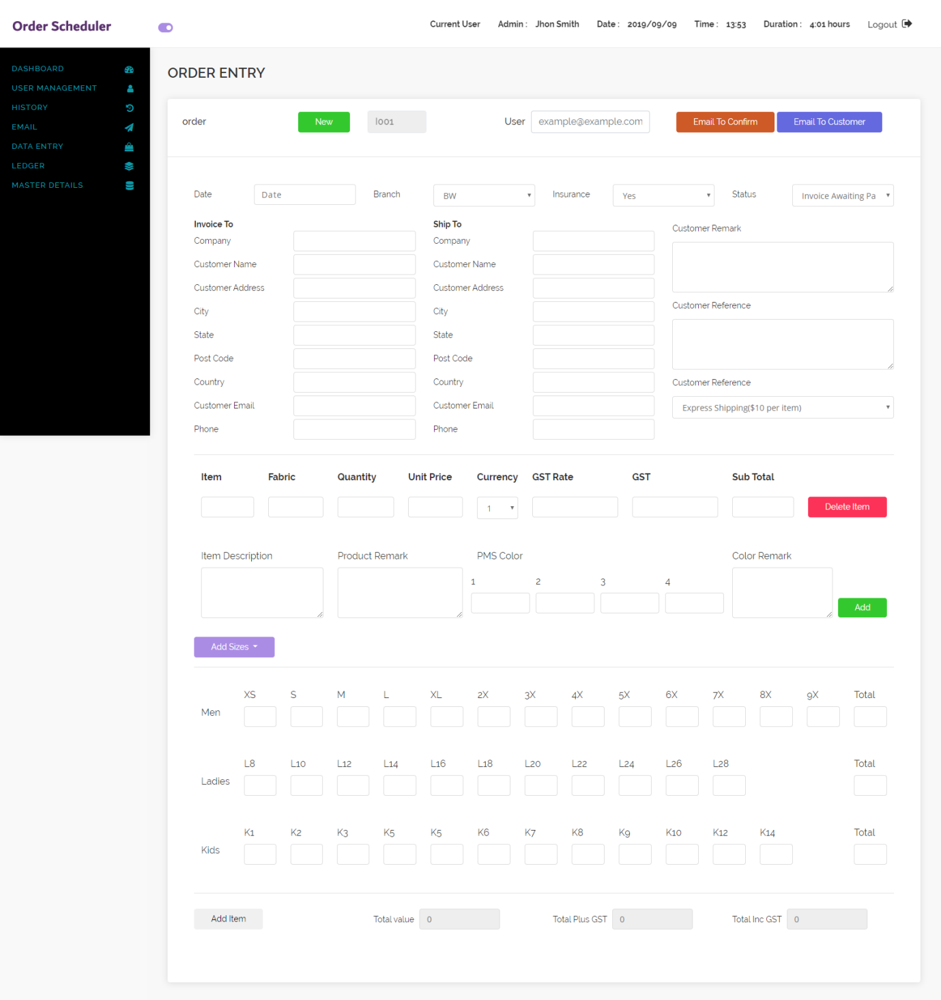 Order Scheduler
Current User Admin : Jhon Smith Date : 2019/09/09 Time : 13:53 Duration : 4:01 hours Logout
DASHBOARD
USER MANAGEMENT
HISTORY
EMAIL
DATA ENTRY
LEDGER
MASTER DETAILS
ORDER ENTRY
order New I001 User example@example.com Email To Confirm Email To Customer
Date Date Branch BW Insurance Yes Status Invoice Awaiting Pa
Invoice To
Company
Customer Name
Customer Address
City
State
Post Code
Country
Customer Email
Phone
Ship To
Company
Customer Name
Customer Address
City
State
Post Code
Country
Customer Email
Phone
Customer Remark
Customer Reference
Customer Reference
Express Shipping($10 per item)
Item Fabric Quantity Unit Price Currency GST Rate GST Sub Total
1 Delete Item
Item Description Product Remark PMS Color Color Remark
1 2 3 4
Add
Add Sizes
XS S M L XL 2X 3X 4X 5X 6X 7X 8X 9X Total
Men
L8 L10 L12 L14 L16 L18 L20 L22 L24 L26 L28 Total
Ladies
K1 K2 K3 K5 K5 K6 K7 K8 K9 K10 K12 K14 Total
Kids
Add Item Total value 0 Total Plus GST 0 Total Inc GST 0